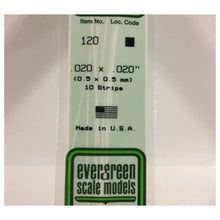 Item No. Loc. Code
120
.020 x .020"
(0.5 x 0.5 mm)
10 Strips
Made in U.S.A.
evergreen
scale models